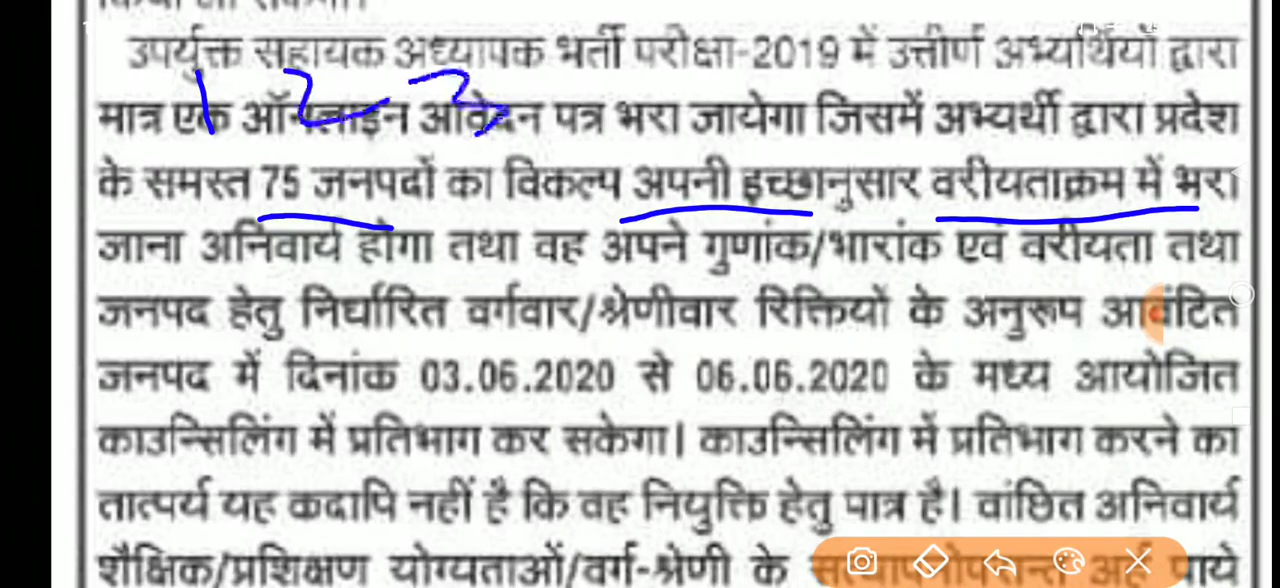 उपर्युक्त सहायक अध्यापक भर्ती परीक्षा-2019 में उत्तीर्ण अभ्यर्थियों द्वारा
1 2 3
मात्र एक ऑनलाइन आवेदन पत्र भरा जायेगा जिसमें अभ्यर्थी द्वारा प्रदेश
के समस्त 75 जनपदों का विकल्प अपनी इच्छानुसार वरीयताक्रम में भरा
जाना अनिवार्य होगा तथा वह अपने गुणांक/भारांक एवं वरीयता तथा
जनपद हेतु निर्धारित वर्गवार/श्रेणीवार रिक्तियों के अनुरूप आवंटित
जनपद में दिनांक 03.06.2020 से 06.06.2020 के मध्य आयोजित
काउन्सिलिंग में प्रतिभाग कर सकेगा। काउन्सिलिंग में प्रतिभाग करने का
तात्पर्य यह कदापि नहीं है कि वह नियुक्ति हेतु पात्र है। वांछित अनिवार्य
शैक्षिक/प्रशिक्षण योग्यताओं/वर्ग-श्रेणी के पाये